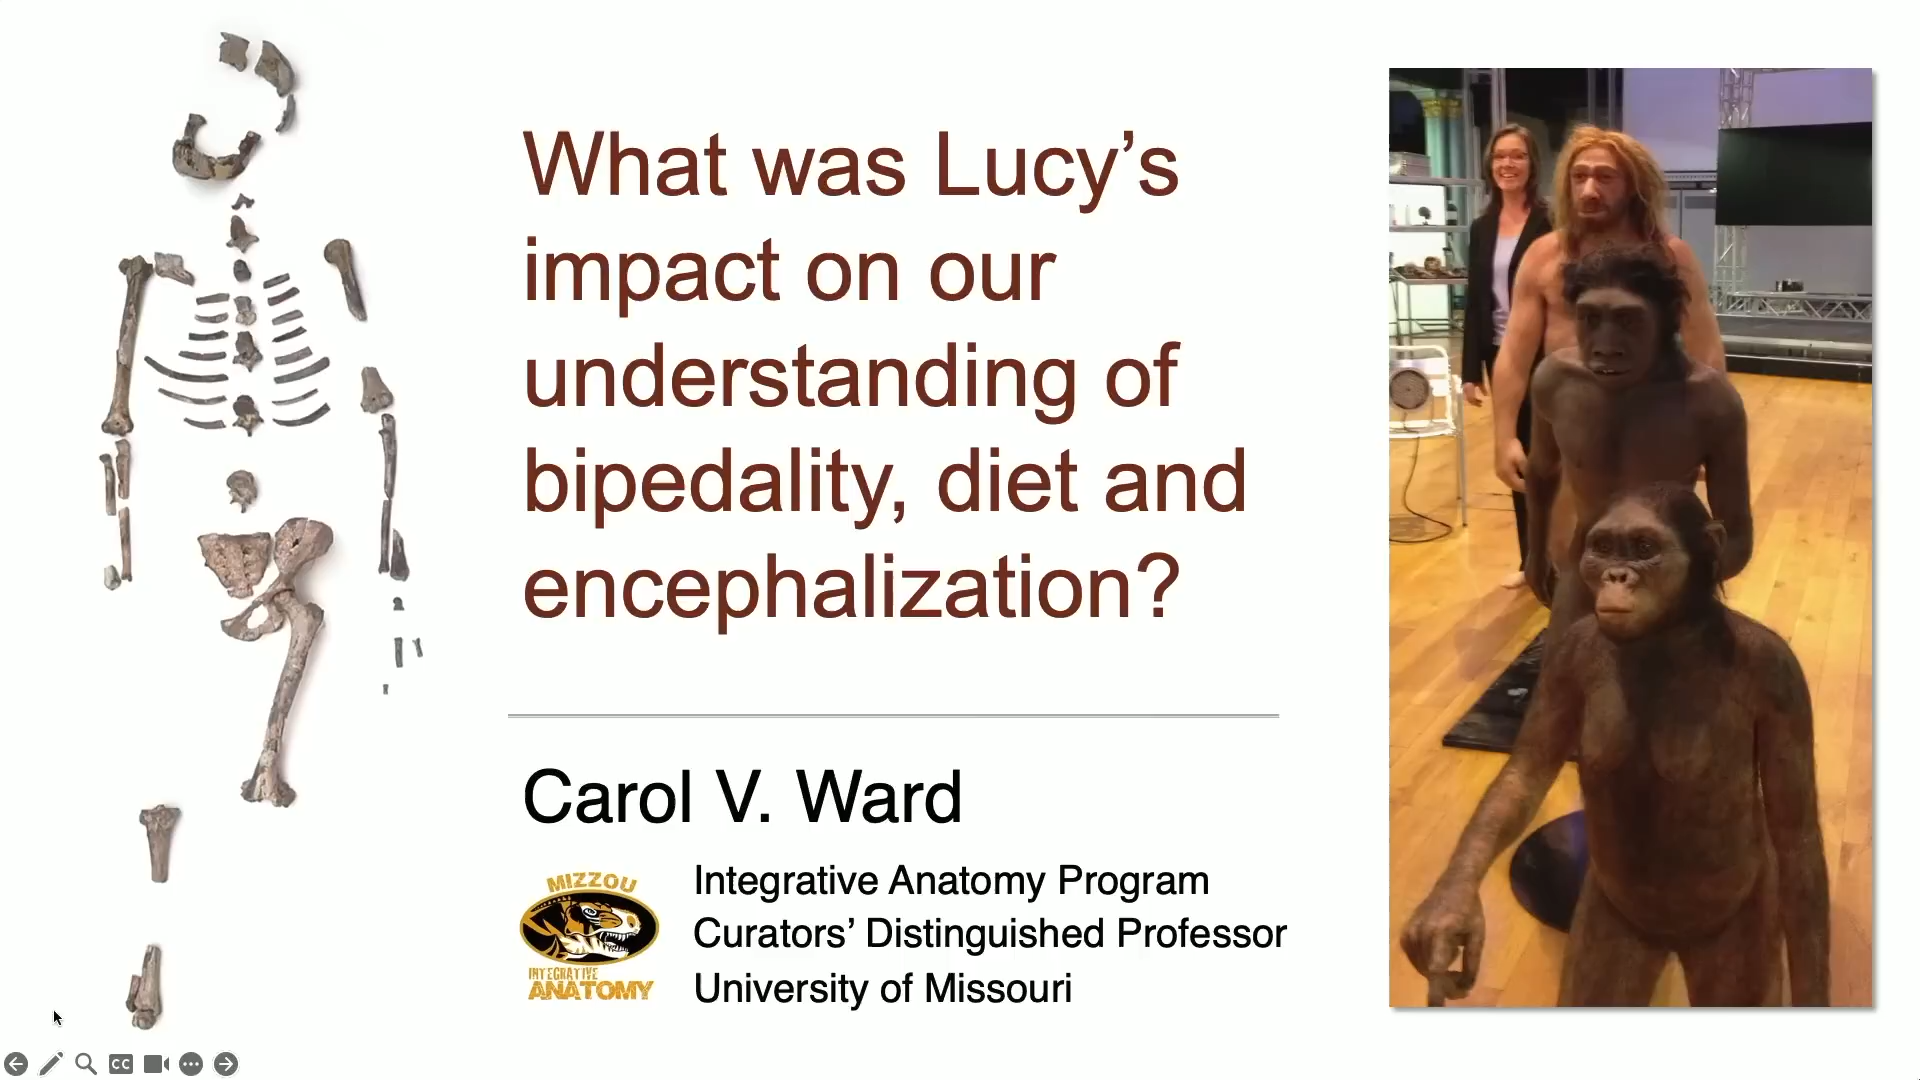 What was Lucy’s
impact on our
understanding of
bipedality, diet and
encephalization?
Carol V. Ward
MIZZOU
INTEGRATIVE
ANATOMY
Integrative Anatomy Program
Curators’ Distinguished Professor
University of Missouri
CC